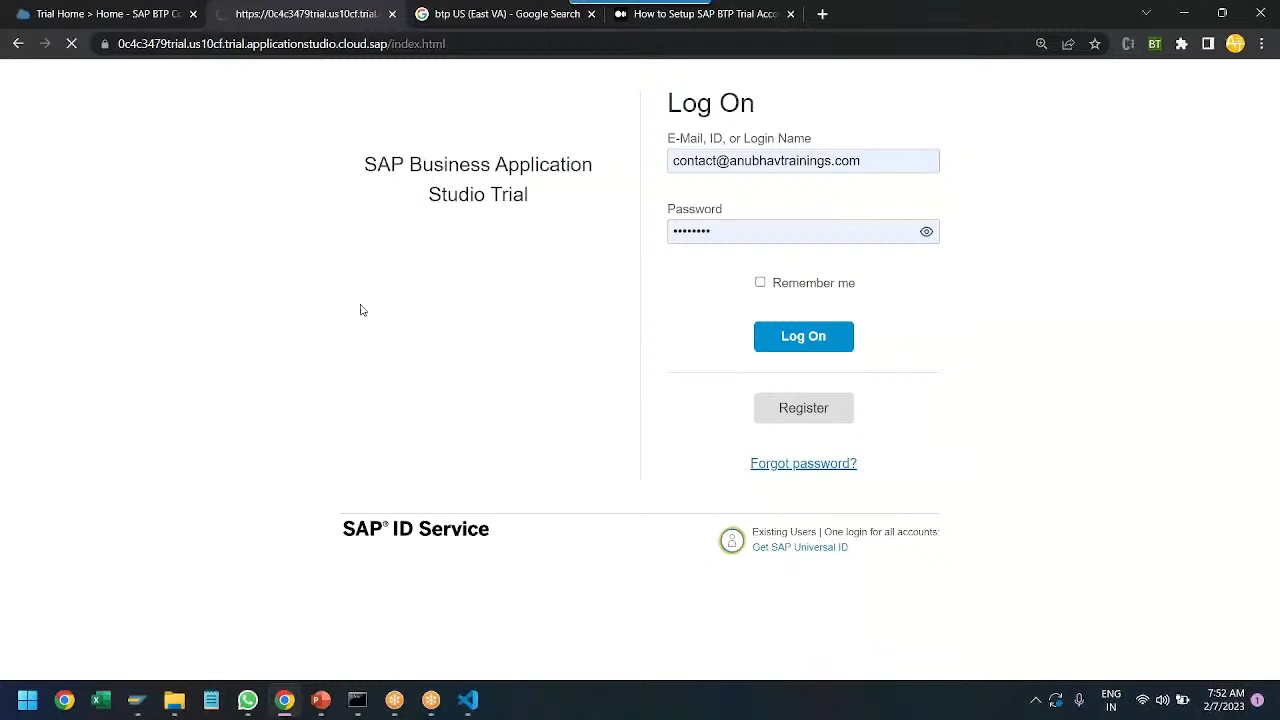 Trial Home > Home - SAP BTP Co
https://0c4c3479trial.us10cf.trial.
btp US (East VA) - Google Search
How to Setup SAP BTP Trial Acco
0c4c3479trial.us10cf.trial.applicationstudio.cloud.sap/index.html
BT
SAP Business Application
Studio Trial
Log On
E-Mail, ID, or Login Name
contact@anubhavtrainings.com
Password
Remember me
Log On
Register
Forgot password?
SAP® ID Service
Existing Users | One login for all accounts:
Get SAP Universal ID
ENG
IN
7:52 AM
2/7/2023
1